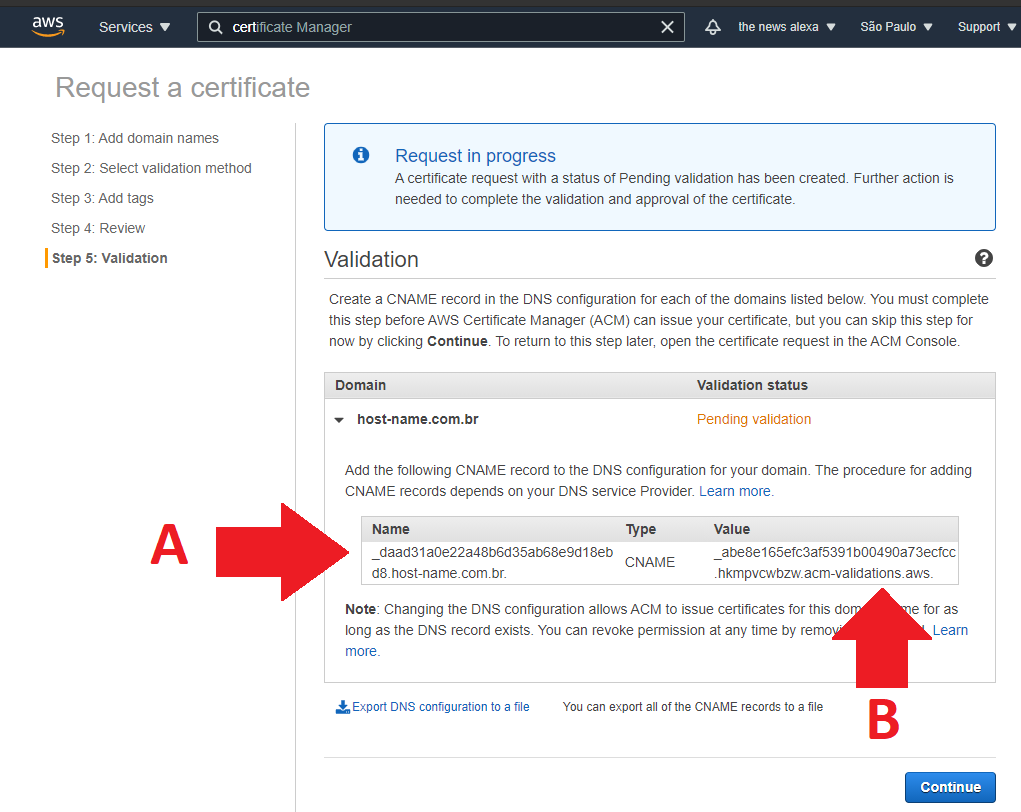 aws Services certificate Manager the news alexa São Paulo Support
Request a certificate
Step 1: Add domain names
Step 2: Select validation method
Step 3: Add tags
Step 4: Review
Step 5: Validation
Request in progress
A certificate request with a status of Pending validation has been created. Further action is
needed to complete the validation and approval of the certificate.
Validation
Create a CNAME record in the DNS configuration for each of the domains listed below. You must complete
this step before AWS Certificate Manager (ACM) can issue your certificate, but you can skip this step for
now by clicking Continue. To return to this step later, open the certificate request in the ACM Console.
Domain Validation status
host-name.com.br Pending validation
Add the following CNAME record to the DNS configuration for your domain. The procedure for adding
CNAME records depends on your DNS service Provider. Learn more.
A
Name Type Value
_daad31a0e22a48b6d35ab68e9d18eb
d8.host-name.com.br.
CNAME
_abe8e165efc3af5391b00490a73ecfcc
.hkmpvcwbzw.acm-validations.aws.
Note: Changing the DNS configuration allows ACM to issue certificates for this for as
long as the DNS record exists. You can revoke permission at any time by Learn
more.
B
Export DNS configuration to a file You can export all of the CNAME records to a file
Continue